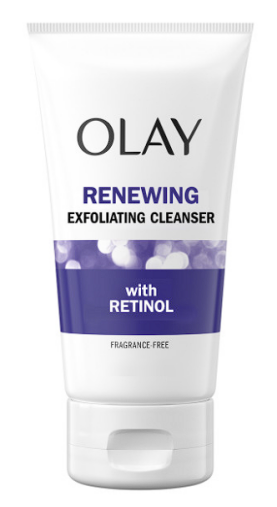 OLAY
RENEWING
EXFOLIATING CLEANSER
with
RETINOL
FRAGRANCE-FREE